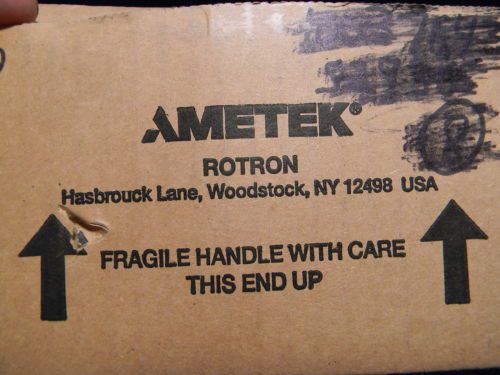 AMETEK®
ROTRON
Hasbrouck Lane, Woodstock, NY 12498 USA
FRAGILE HANDLE WITH CARE
THIS END UP